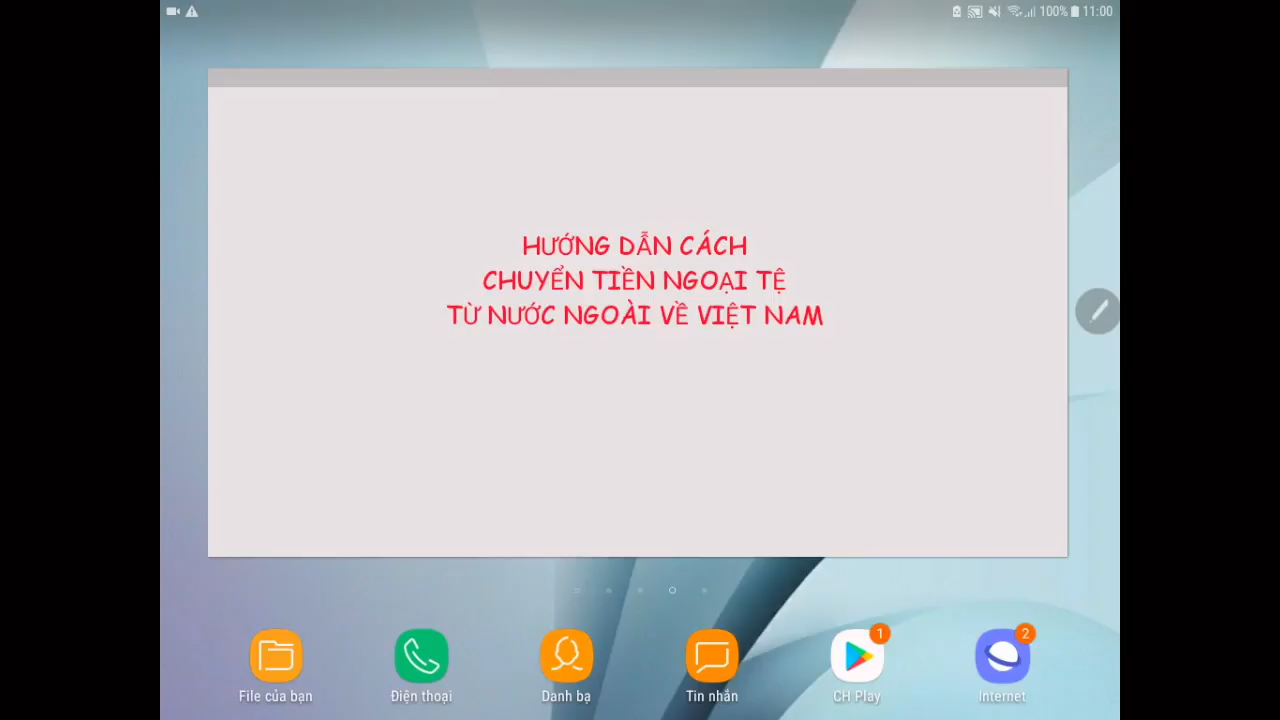 100% 11:00
HƯỚNG DẪN CÁCH
CHUYỂN TIỀN NGOẠI TỆ
TỪ NƯỚC NGOÀI VỀ VIỆT NAM
1
2
File của bạn
Điện thoại
Danh bạ
Tin nhắn
CH Play
Internet